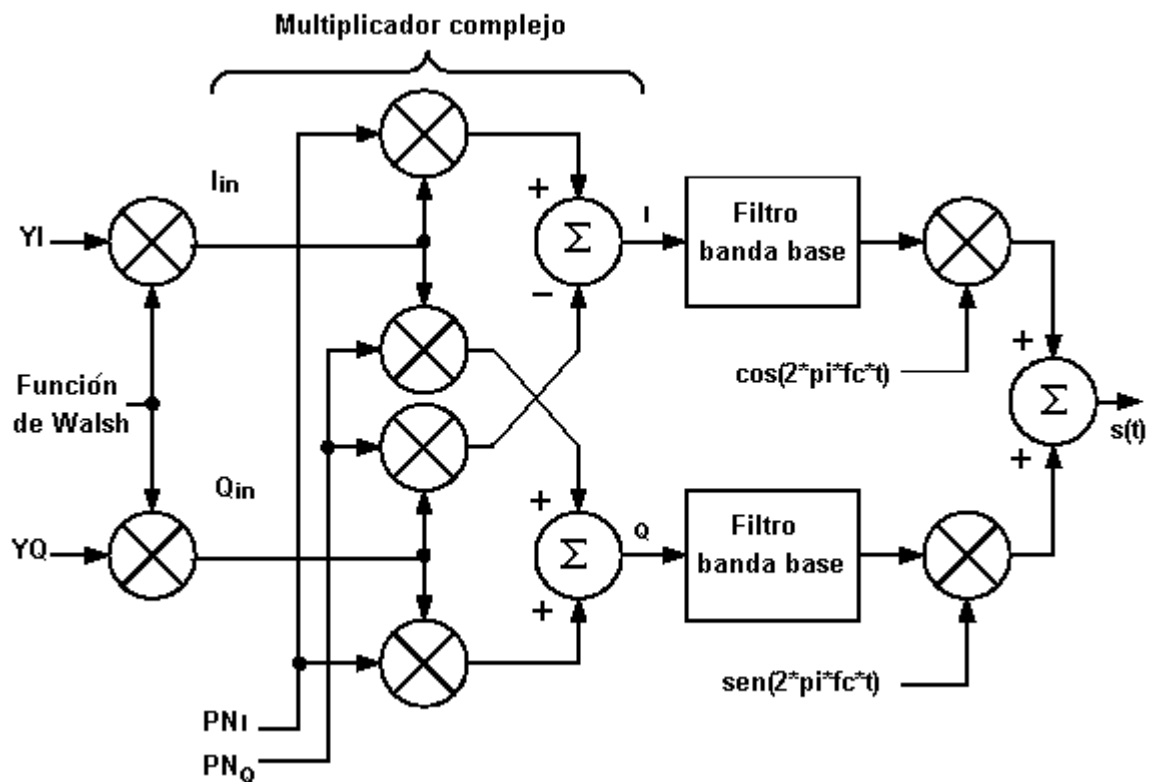 Multiplicador complejo
Iin
YI
Función
de Walsh
Qin
YQ
PNI
PNQ
+
Σ
−
I
Filtro
banda base
cos(2*pi*fc*t)
+
Σ
+
s(t)
+
Σ
+
Q
Filtro
banda base
sen(2*pi*fc*t)